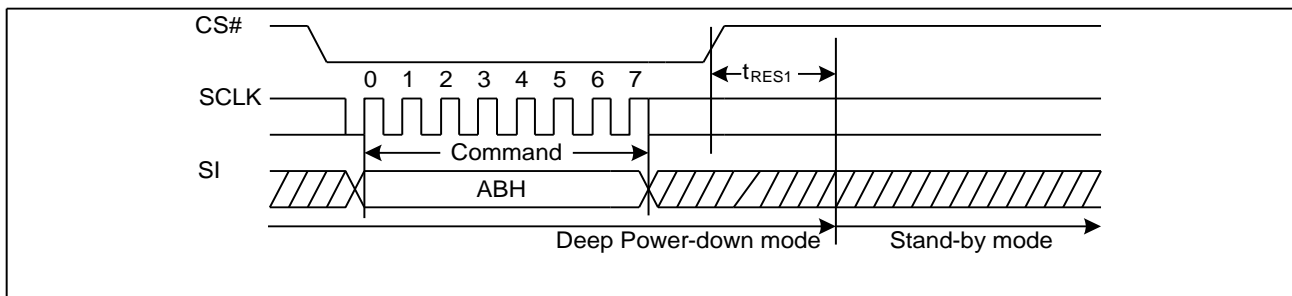 CS#
tRES1
0 1 2 3 4 5 6 7
SCLK
Command
SI
ABH
Deep Power-down mode Stand-by mode